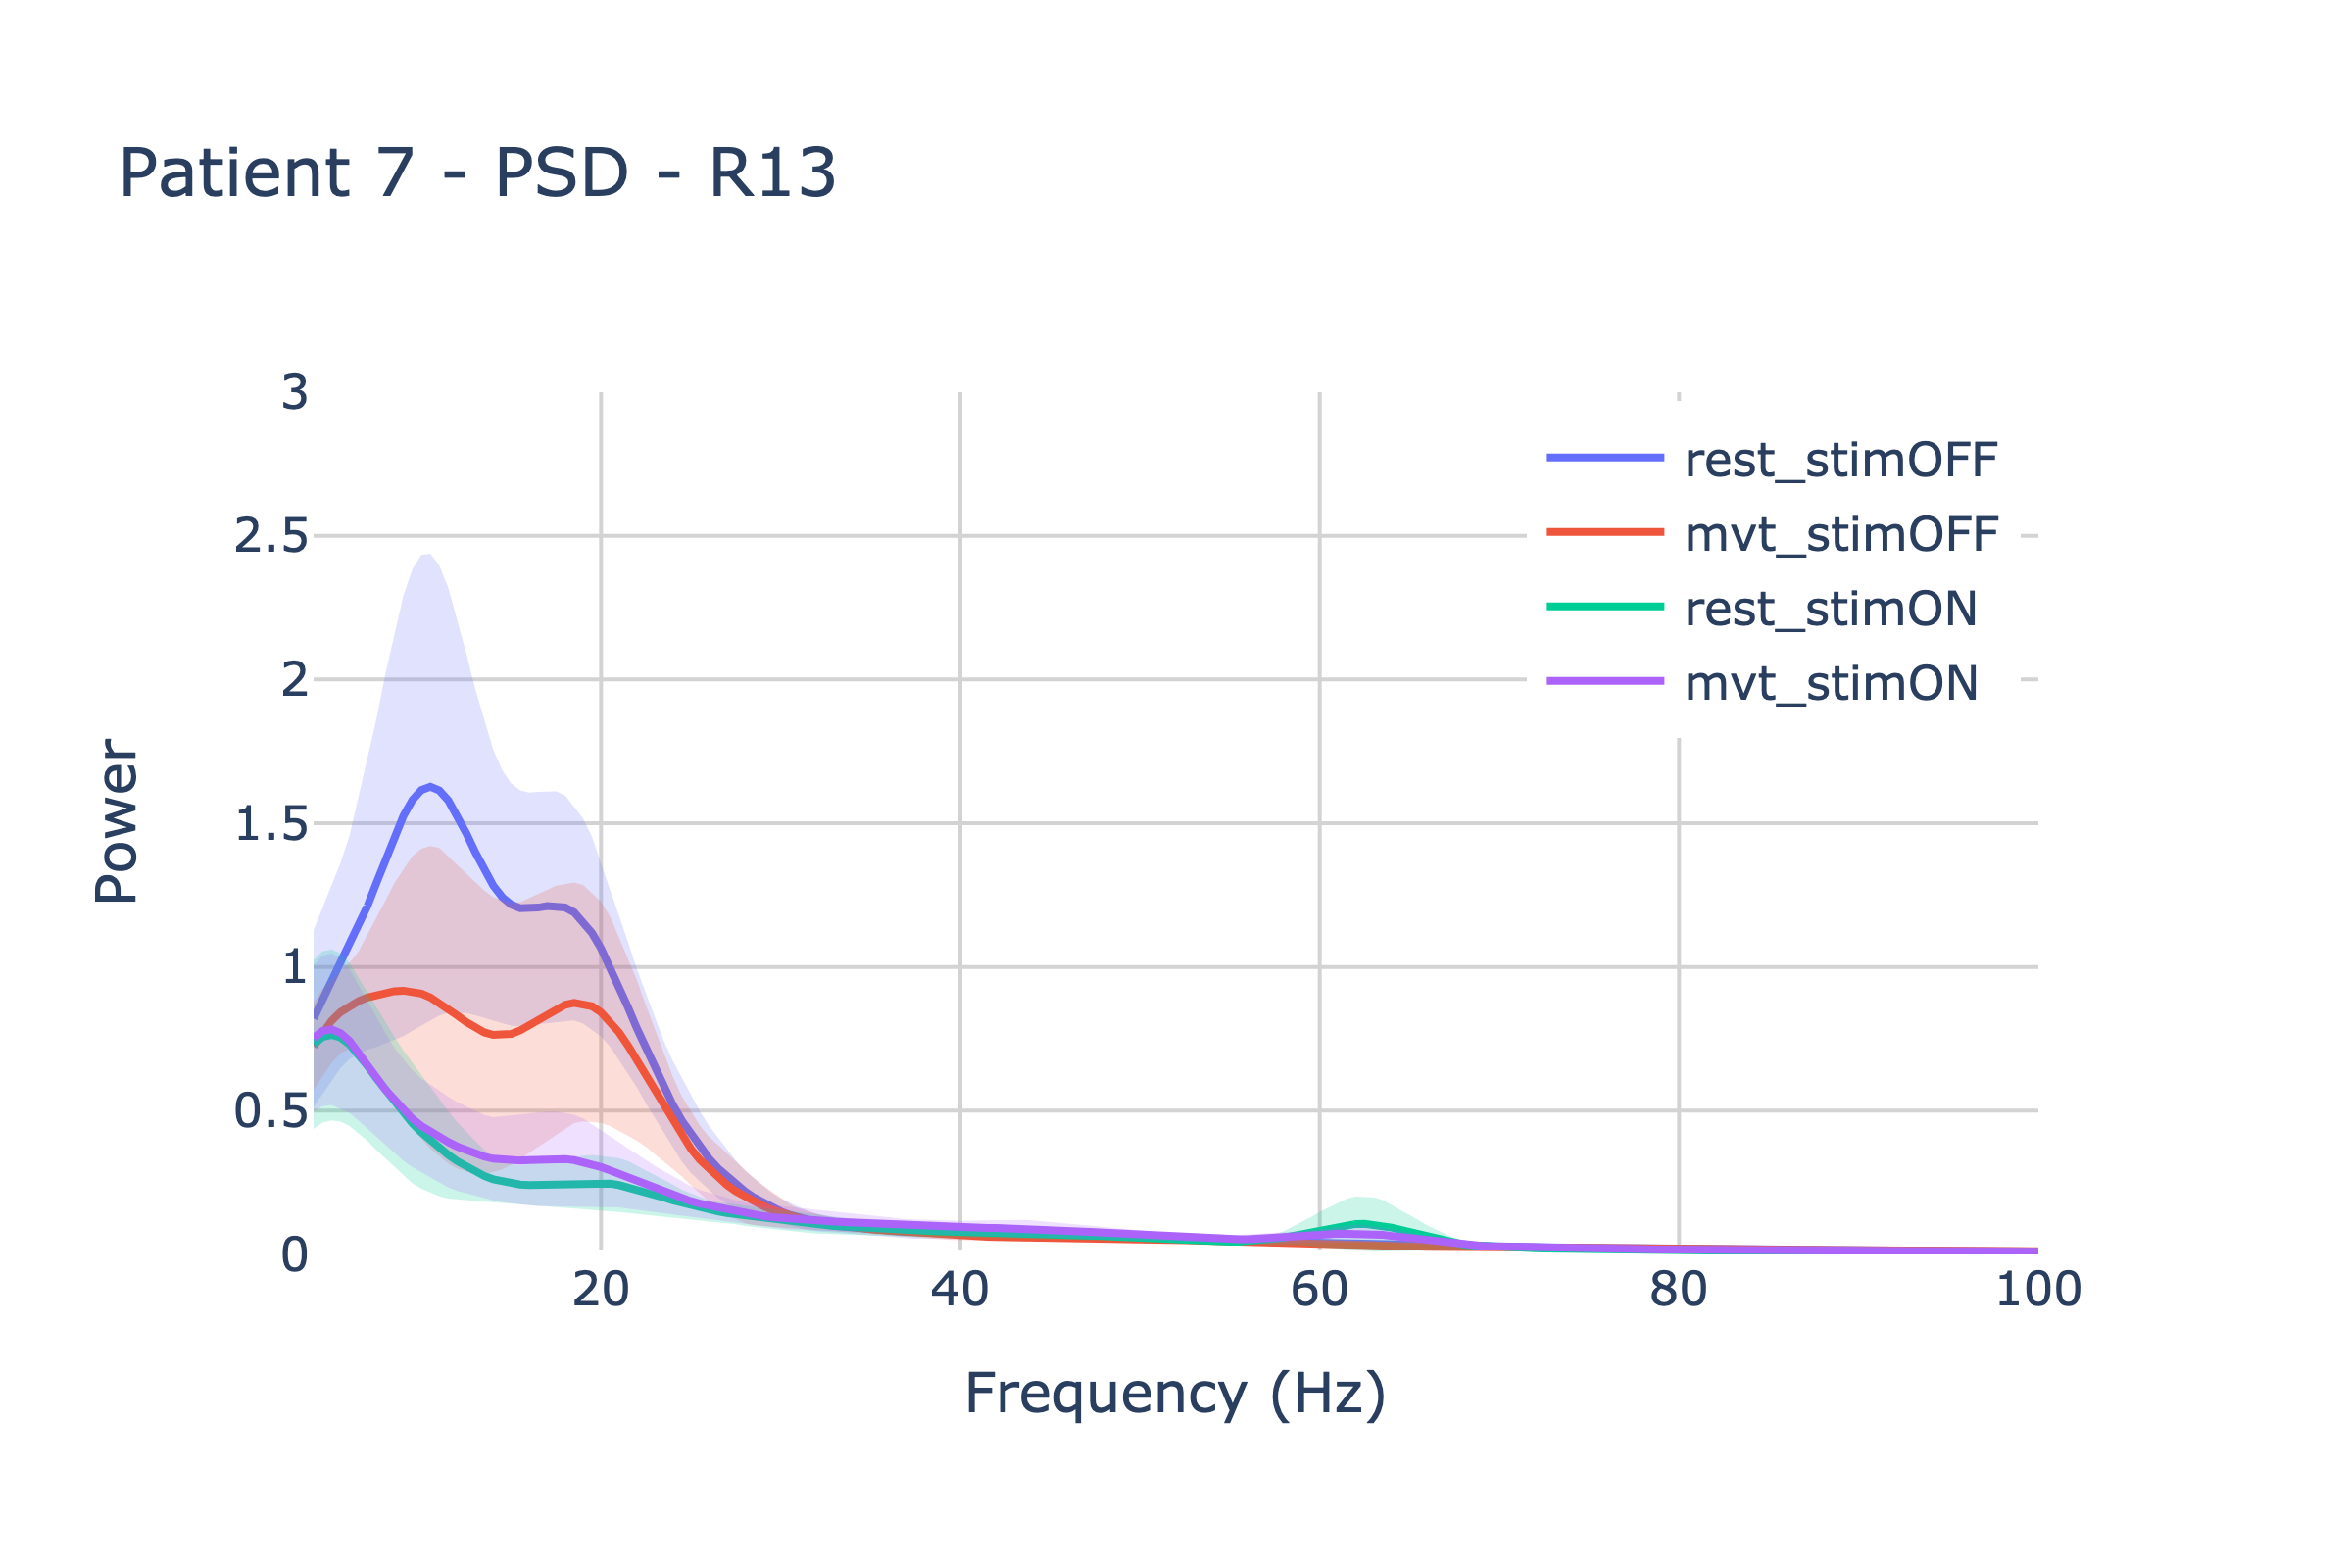 Patient 7 - PSD - R13
3
2.5
2
1.5
1
0.5
0
Power
rest_stimOFF
mvt_stimOFF
rest_stimON
mvt_stimON
20 40 60 80 100
Frequency (Hz)